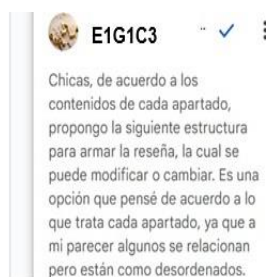 E1G1C3
Chicas, de acuerdo a los
contenidos de cada apartado,
propongo la siguiente estructura
para armar la reseña, la cual se
puede modificar o cambiar. Es una
opción que pensé de acuerdo a lo
que trata cada apartado, ya que a
mi parecer algunos se relacionan
pero están como desordenados.